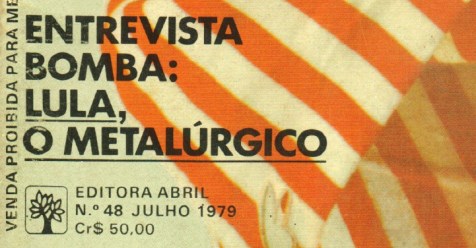 ENTREVISTA
BOMBA:
LULA,
O METALÚRGICO
EDITORA ABRIL
N.º 48 JULHO 1979
Cr$ 50,00
VENDA PROIBIDA PARA ME